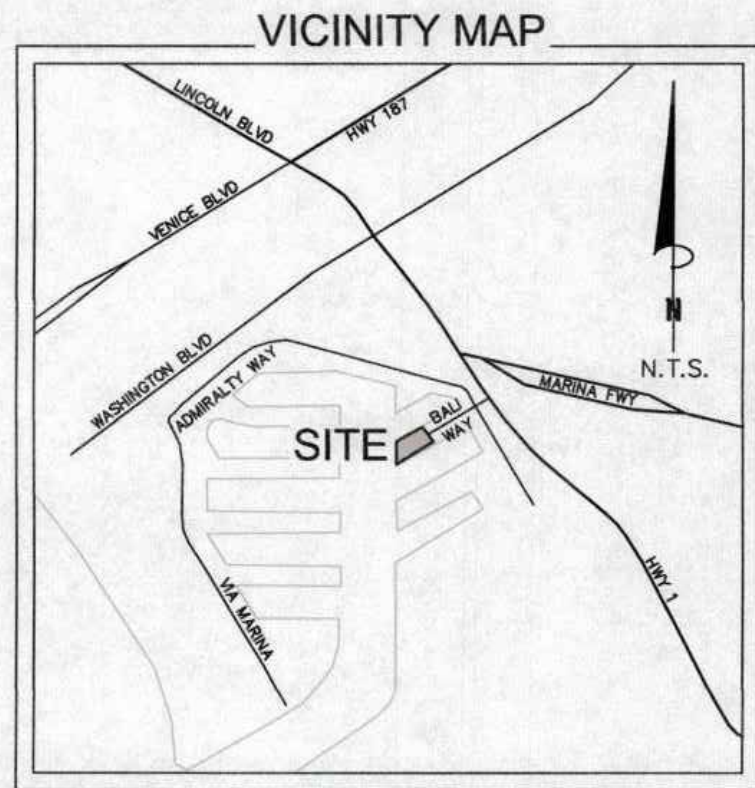 VICINITY MAP
LINCOLN BLVD
HWY 187
VENICE BLVD
WASHINGTON BLVD
ADMIRALTY WAY
N
N.T.S.
MARINA FWY
BALI
WAY
SITE
VIA MARINA
HWY 1